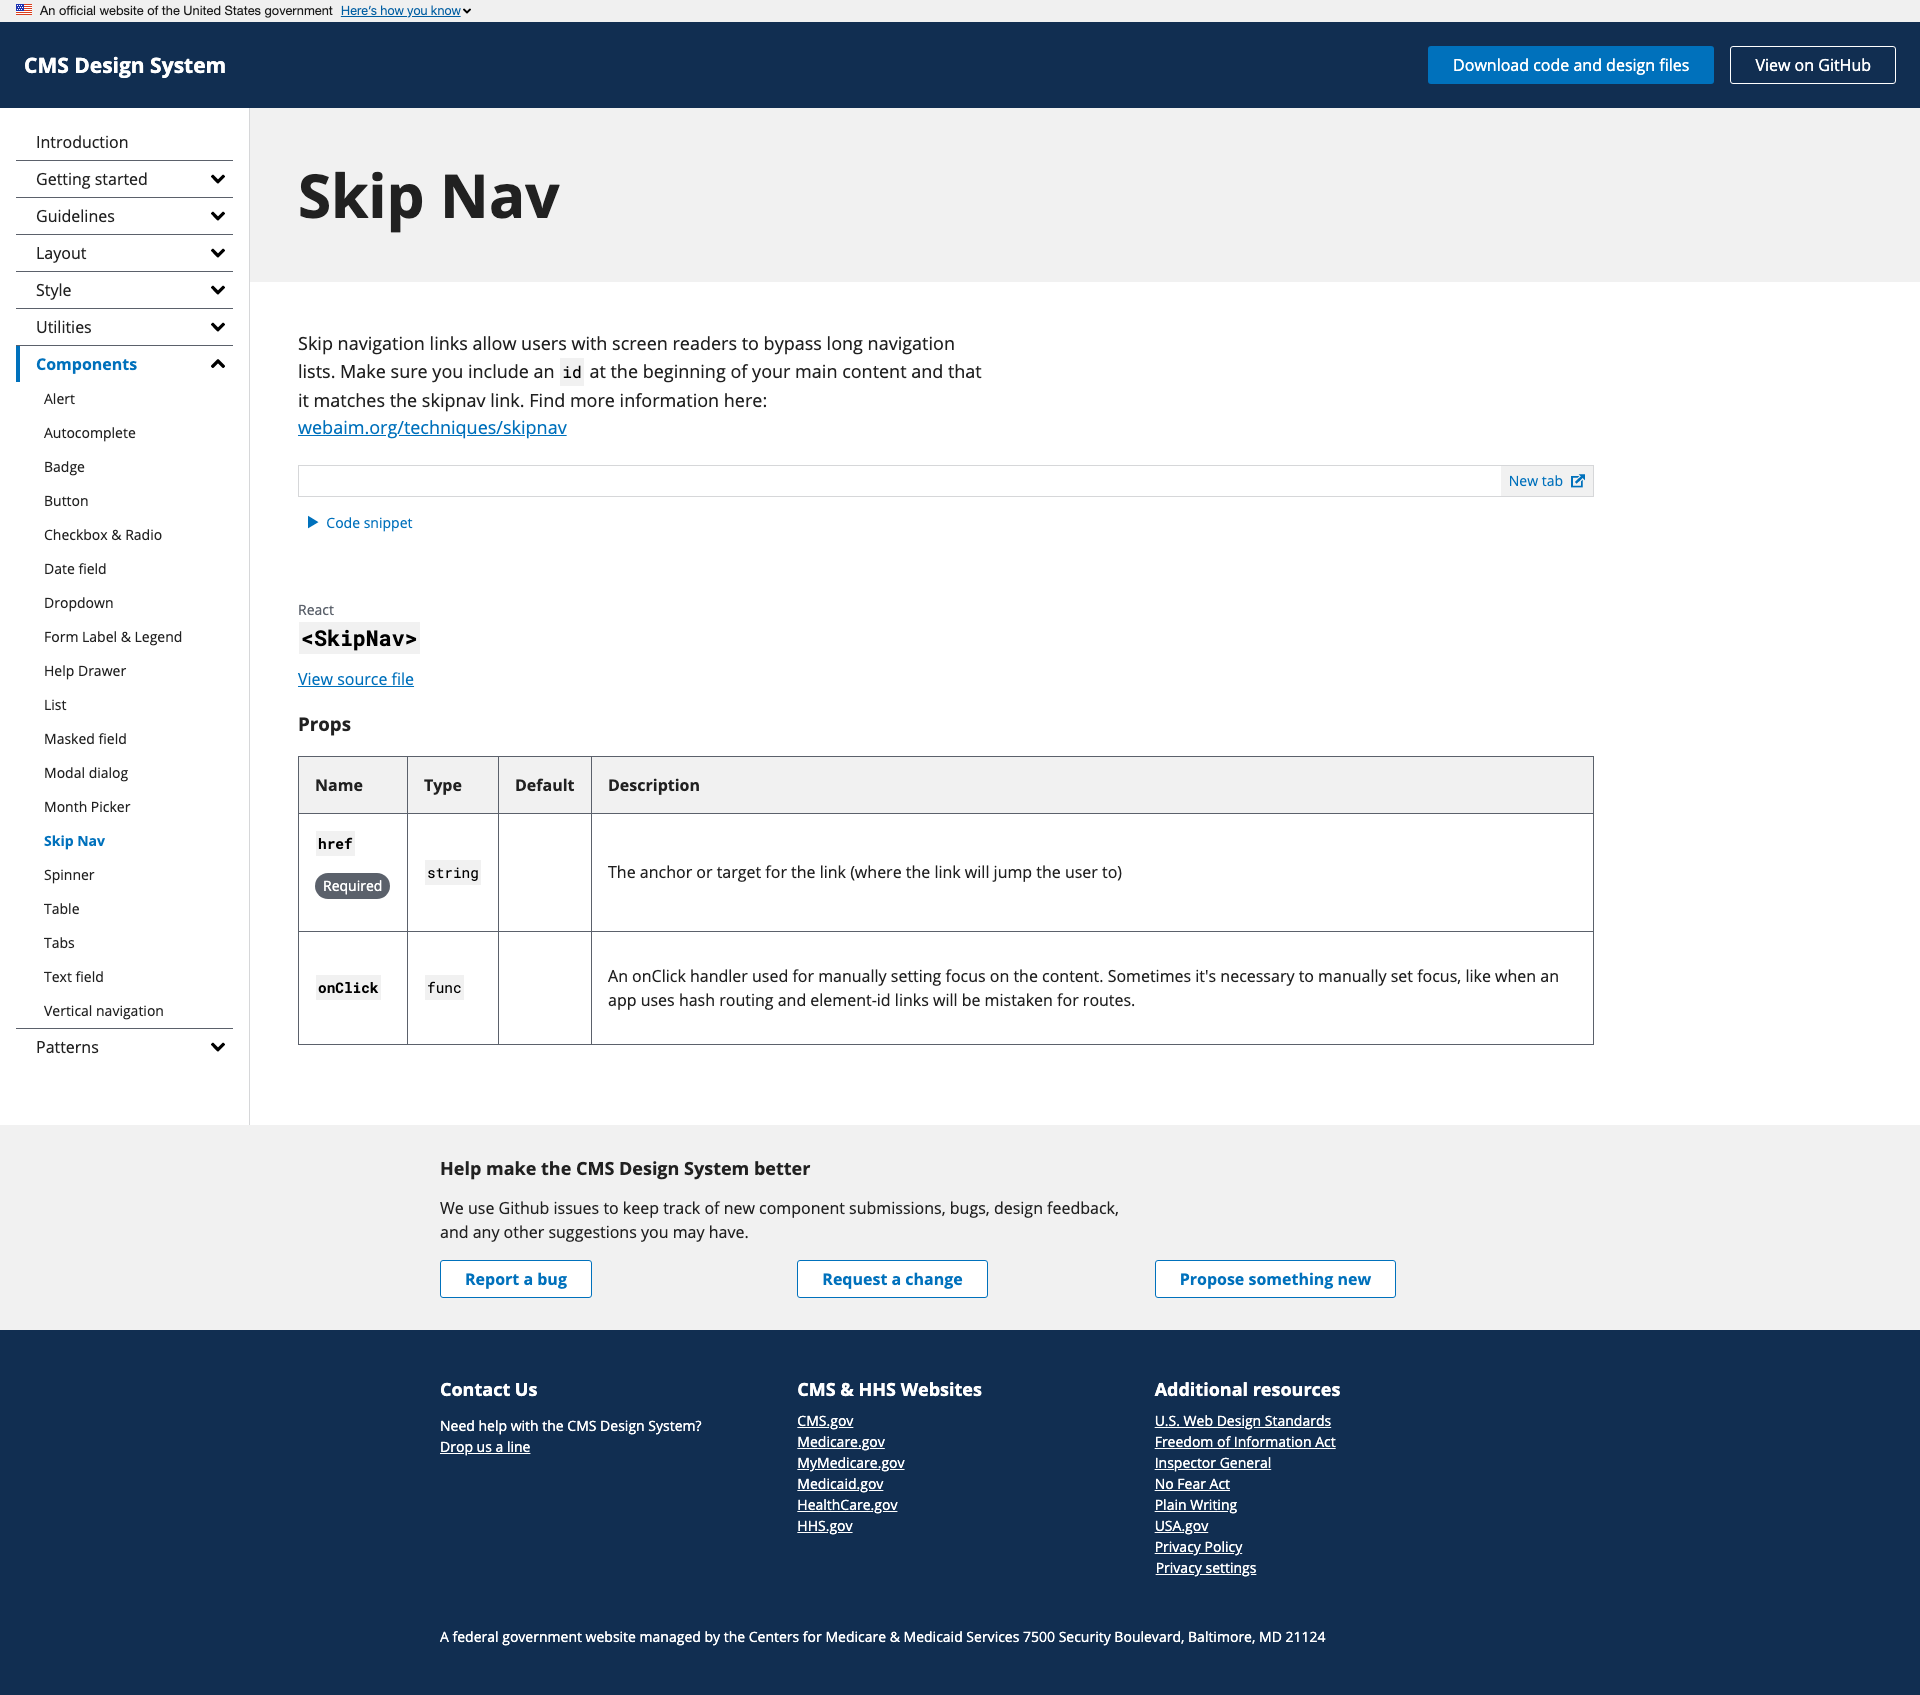 An official website of the United States government Here's how you know
CMS Design System
Download code and design files
View on GitHub
Introduction
Getting started
Guidelines
Layout
Style
Utilities
Components
Alert
Autocomplete
Badge
Button
Checkbox & Radio
Date field
Dropdown
Form Label & Legend
Help Drawer
List
Masked field
Modal dialog
Month Picker
Skip Nav
Spinner
Table
Tabs
Text field
Vertical navigation
Patterns
Skip Nav
Skip navigation links allow users with screen readers to bypass long navigation
lists. Make sure you include an id at the beginning of your main content and that
it matches the skipnav link. Find more information here:
webaim.org/techniques/skipnav
New tab
Code snippet
React
<SkipNav>
View source file
Props
Name Type Default Description
href
Required
string
The anchor or target for the link (where the link will jump the user to)
onClick
func
An onClick handler used for manually setting focus on the content. Sometimes it's necessary to manually set focus, like when an
app uses hash routing and element-id links will be mistaken for routes.
Help make the CMS Design System better
We use Github issues to keep track of new component submissions, bugs, design feedback,
and any other suggestions you may have.
Report a bug
Request a change
Propose something new
Contact Us
Need help with the CMS Design System?
Drop us a line
CMS & HHS Websites
CMS.gov
Medicare.gov
MyMedicare.gov
Medicaid.gov
HealthCare.gov
HHS.gov
Additional resources
U.S. Web Design Standards
Freedom of Information Act
Inspector General
No Fear Act
Plain Writing
USA.gov
Privacy Policy
Privacy settings
A federal government website managed by the Centers for Medicare & Medicaid Services 7500 Security Boulevard, Baltimore, MD 21124